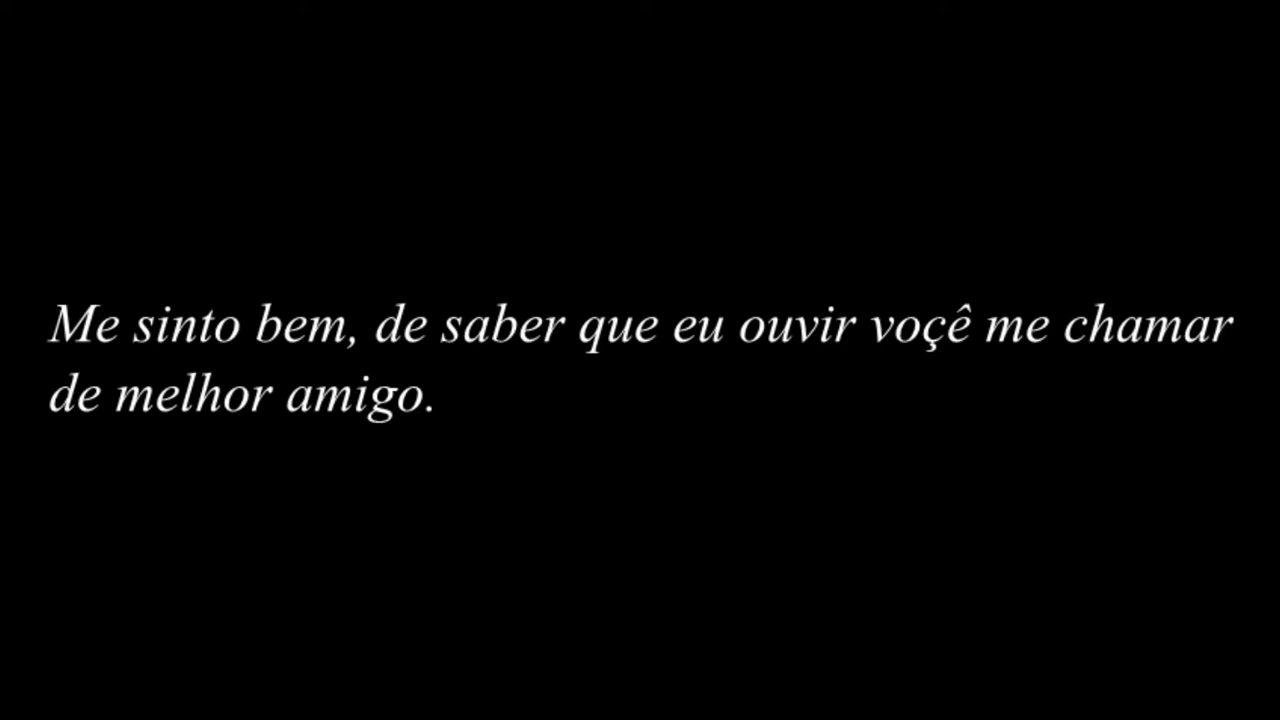 Me sinto bem, de saber que eu ouvir voçê me chamar
de melhor amigo.